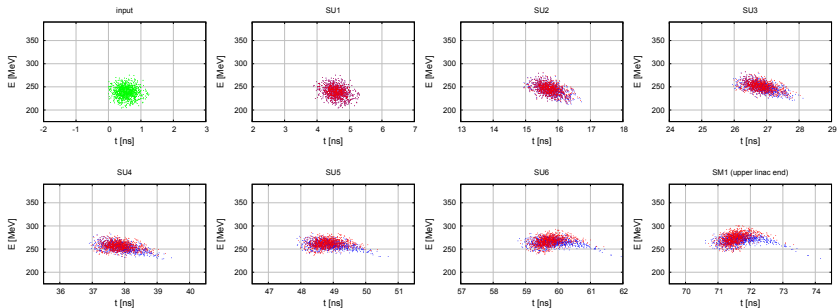 input
SU1
SU2
SU3
E [MeV]
350
300
250
200
-2 -1 0 1 2 3
t [ns]
E [MeV]
350
300
250
200
2 3 4 5 6 7
t [ns]
E [MeV]
350
300
250
200
13 14 15 16 17 18
t [ns]
E [MeV]
350
300
250
200
24 25 26 27 28 29
t [ns]
SU4
SU5
SU6
SM1 (upper linac end)
E [MeV]
350
300
250
200
36 37 38 39 40
t [ns]
E [MeV]
350
300
250
200
47 48 49 50 51
t [ns]
E [MeV]
350
300
250
200
57 58 59 60 61 62
t [ns]
E [MeV]
350
300
250
200
70 71 72 73 74
t [ns]